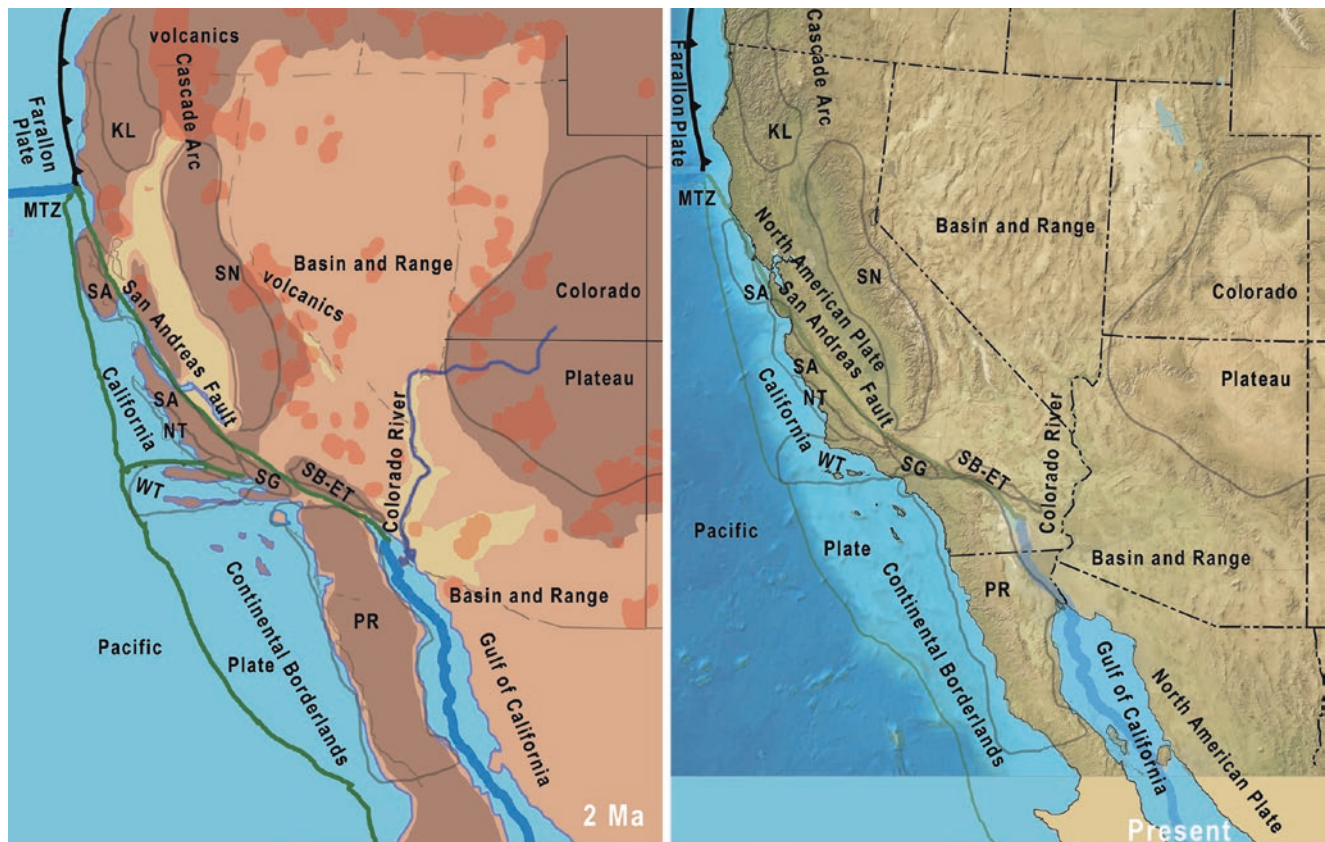 volcanics
Cascade Arc
Farallon
Plate
KL
MTZ
SA
San Andreas Fault
SN
Basin and Range
volcanics
Colorado
Plateau
California
SA
NT
SG
SB-ET
Colorado River
WT
Pacific
Plate
Continental Borderlands
PR
Basin and Range
Gulf of California
2 Ma
Cascade Arc
Farallon Plate
KL
MTZ
North American Plate
San Andreas Fault
SN
Basin and Range
SA
Colorado
Plateau
California
SA
NT
WT
SG
SB-ET
Colorado River
Pacific
Plate
Continental Borderlands
PR
Basin and Range
Gulf of California
North American Plate
Present